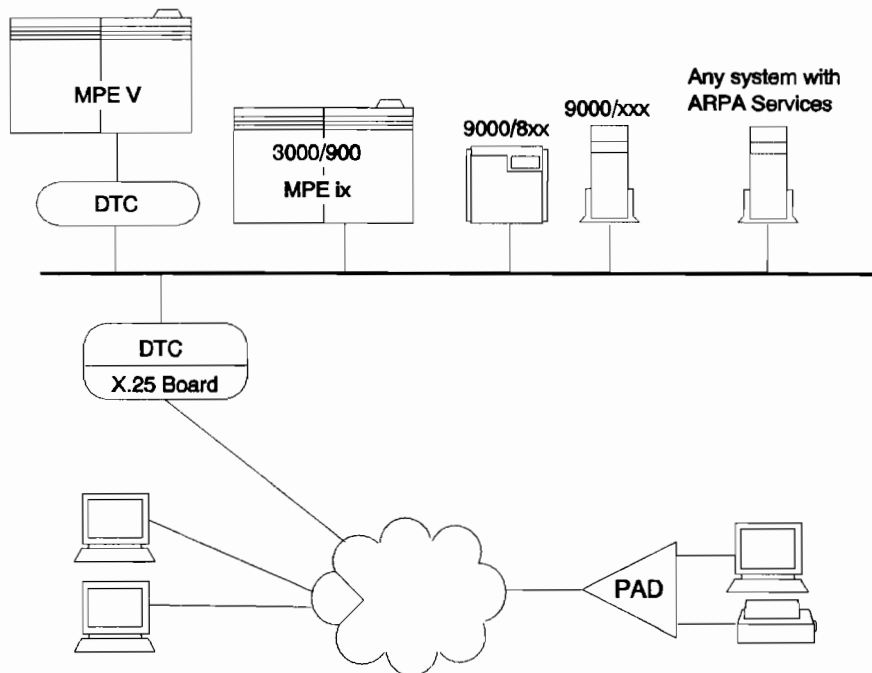 MPE V
DTC
3000/900
MPE ix
9000/8xx
9000/xxx
Any system with
ARPA Services
DTC
X.25 Board
PAD